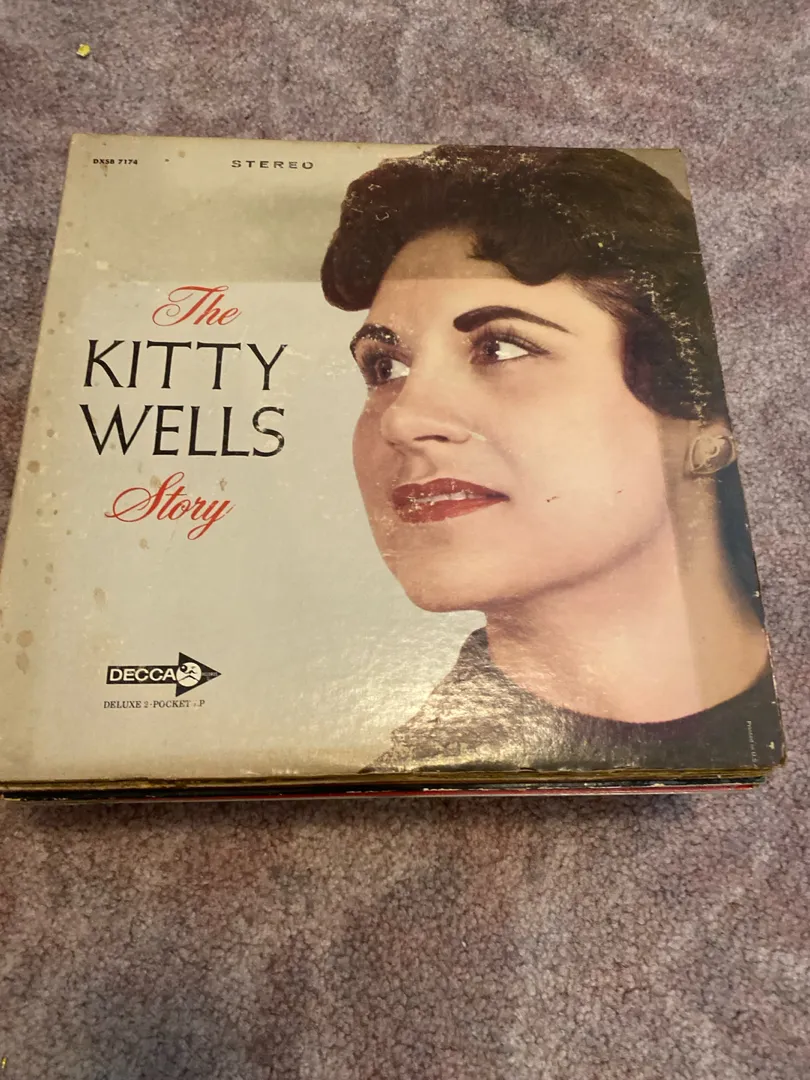 DXSB 7174
STEREO
The
KITTY
WELLS
Story
DECCA
DELUXE 2-POCKET LP